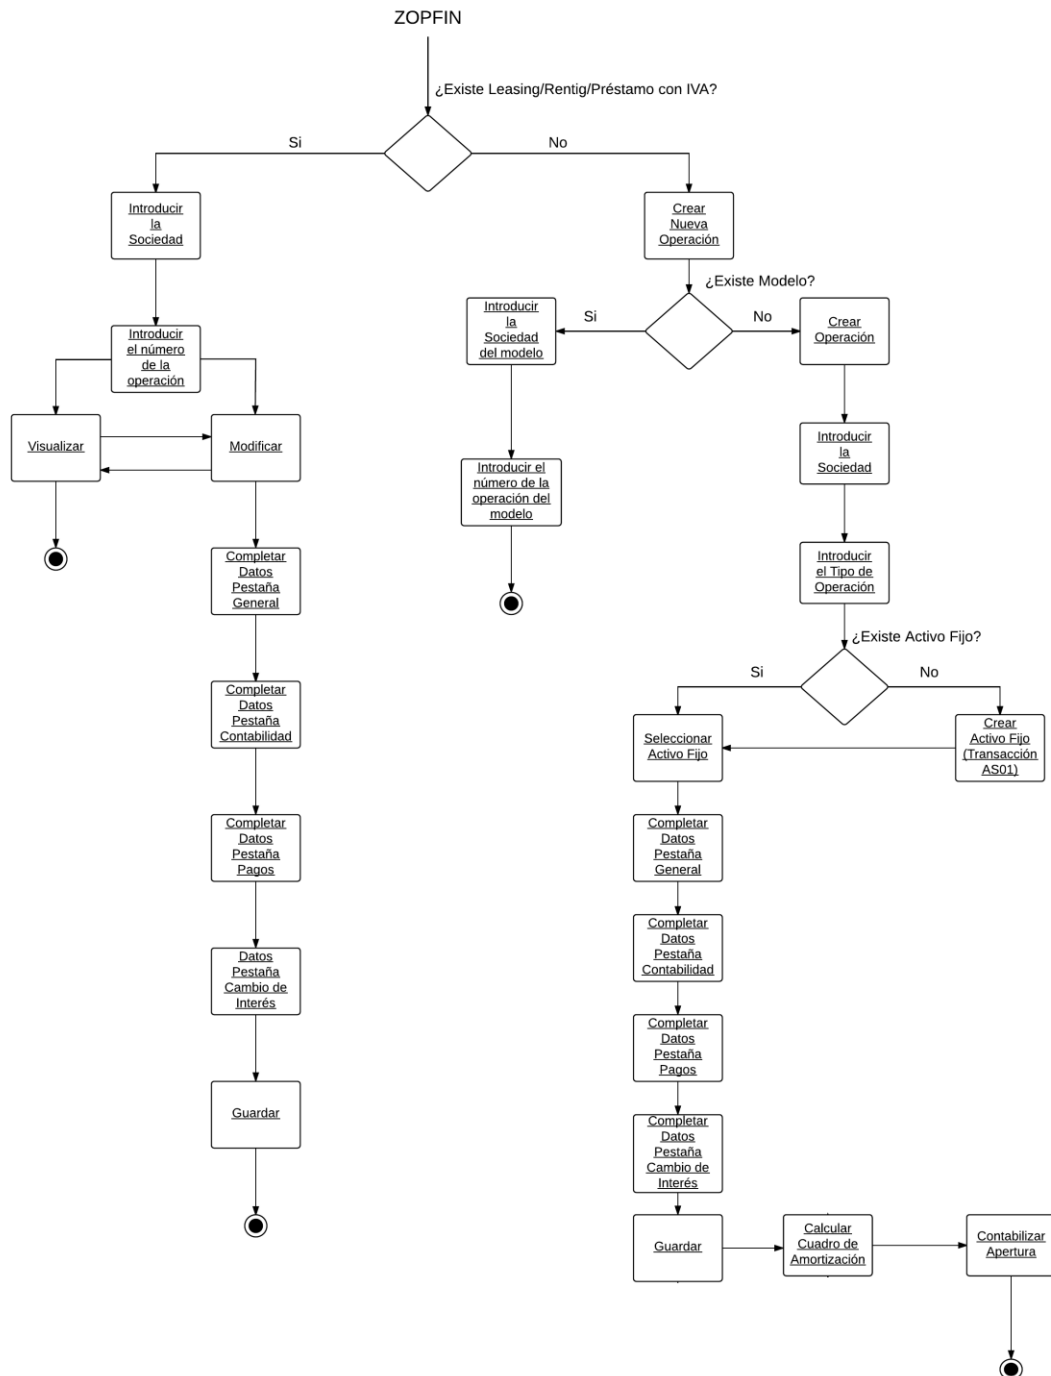 ZOPFIN
¿Existe Leasing/Rentig/Préstamo con IVA?
Si
No
Introducir
la
Sociedad
Crear
Nueva
Operación
¿Existe Modelo?
Introducir
la
Sociedad
del modelo
Si
No
Crear
Operación
Introducir
el número
de la
operación
Visualizar
Modificar
Introducir
la
Sociedad
Introducir el
número de la
operación del
modelo
Completar
Datos
Pestaña
General
Introducir
el Tipo de
Operación
¿Existe Activo Fijo?
Si
No
Completar
Datos
Pestaña
Contabilidad
Seleccionar
Activo Fijo
Crear
Activo Fijo
(Transacción
AS01)
Completar
Datos
Pestaña
Pagos
Completar
Datos
Pestaña
General
Datos
Pestaña
Cambio de
Interés
Completar
Datos
Pestaña
Contabilidad
Completar
Datos
Pestaña
Pagos
Guardar
Completar
Datos
Pestaña
Cambio de
Interés
Guardar
Calcular
Cuadro de
Amortización
Contabilizar
Apertura